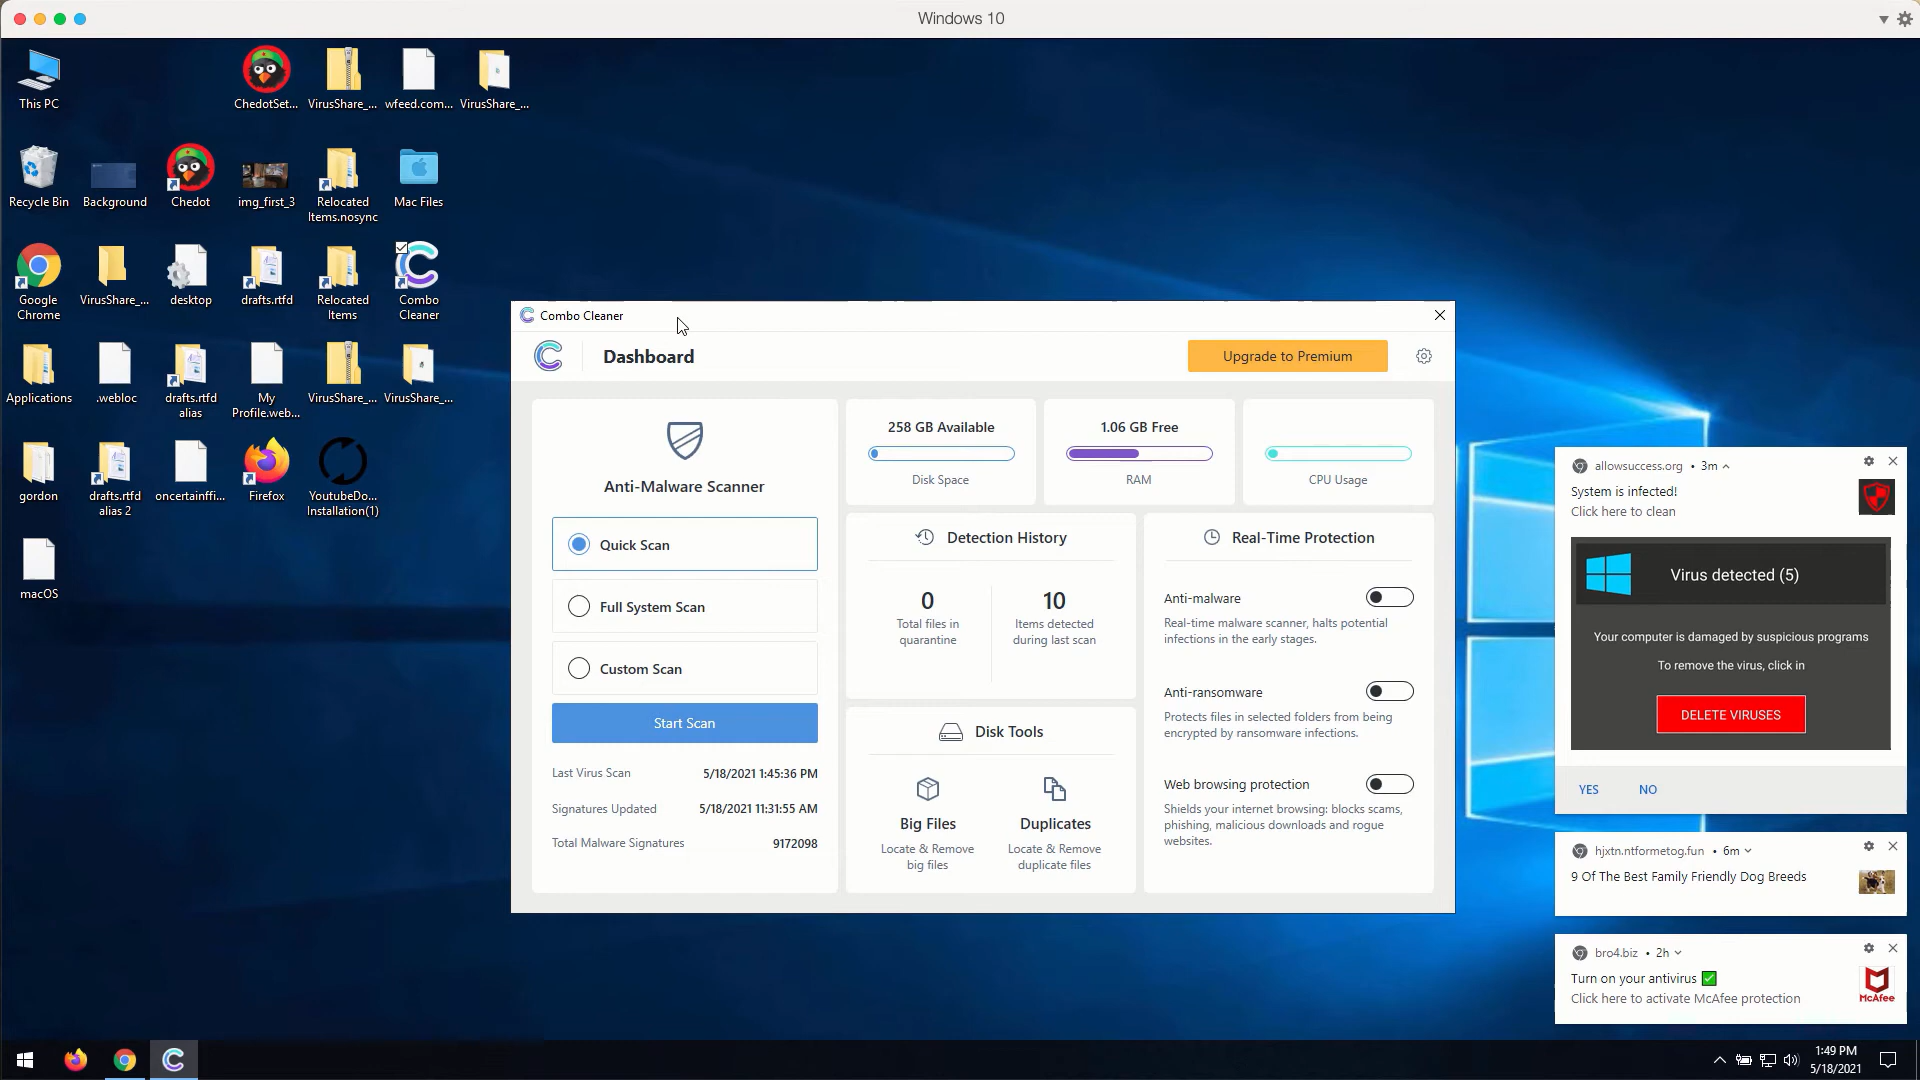 Windows 10
This PC
ChedotSet...
VirusShare_...
wfeed.com...
VirusShare_...
Recycle Bin
Background
Chedot
img_first_3
Relocated
Items.nosync
Mac Files
Google
Chrome
VirusShare_...
desktop
drafts.rtfd
Relocated
Items
Combo
Cleaner
Applications
.webloc
drafts.rtfd
alias
My
Profile.web...
VirusShare_...
VirusShare_...
gordon
drafts.rtfd
alias 2
oncertainffi...
Firefox
YoutubeDo...
Installation(1)
macOS
Combo Cleaner
Dashboard
Upgrade to Premium
Anti-Malware Scanner
Quick Scan
Full System Scan
Custom Scan
Start Scan
Last Virus Scan 5/18/2021 1:45:36 PM
Signatures Updated 5/18/2021 11:31:55 AM
Total Malware Signatures 9172098
258 GB Available
Disk Space
1.06 GB Free
RAM
CPU Usage
Detection History
0
Total files in
quarantine
10
Items detected
during last scan
Disk Tools
Big Files
Locate & Remove
big files
Duplicates
Locate & Remove
duplicate files
Real-Time Protection
Anti-malware
Real-time malware scanner, halts potential
infections in the early stages.
Anti-ransomware
Protects files in selected folders from being
encrypted by ransomware infections.
Web browsing protection
Shields your internet browsing: blocks scams,
phishing, malicious downloads and rogue
websites.
allowsuccess.org • 3m
System is infected!
Click here to clean
Virus detected (5)
Your computer is damaged by suspicious programs
To remove the virus, click in
DELETE VIRUSES
YES NO
hjxtn.ntformetog.fun • 6m
9 Of The Best Family Friendly Dog Breeds
bro4.biz • 2h
Turn on your antivirus ✅
Click here to activate McAfee protection
McAfee
1:49 PM
5/18/2021